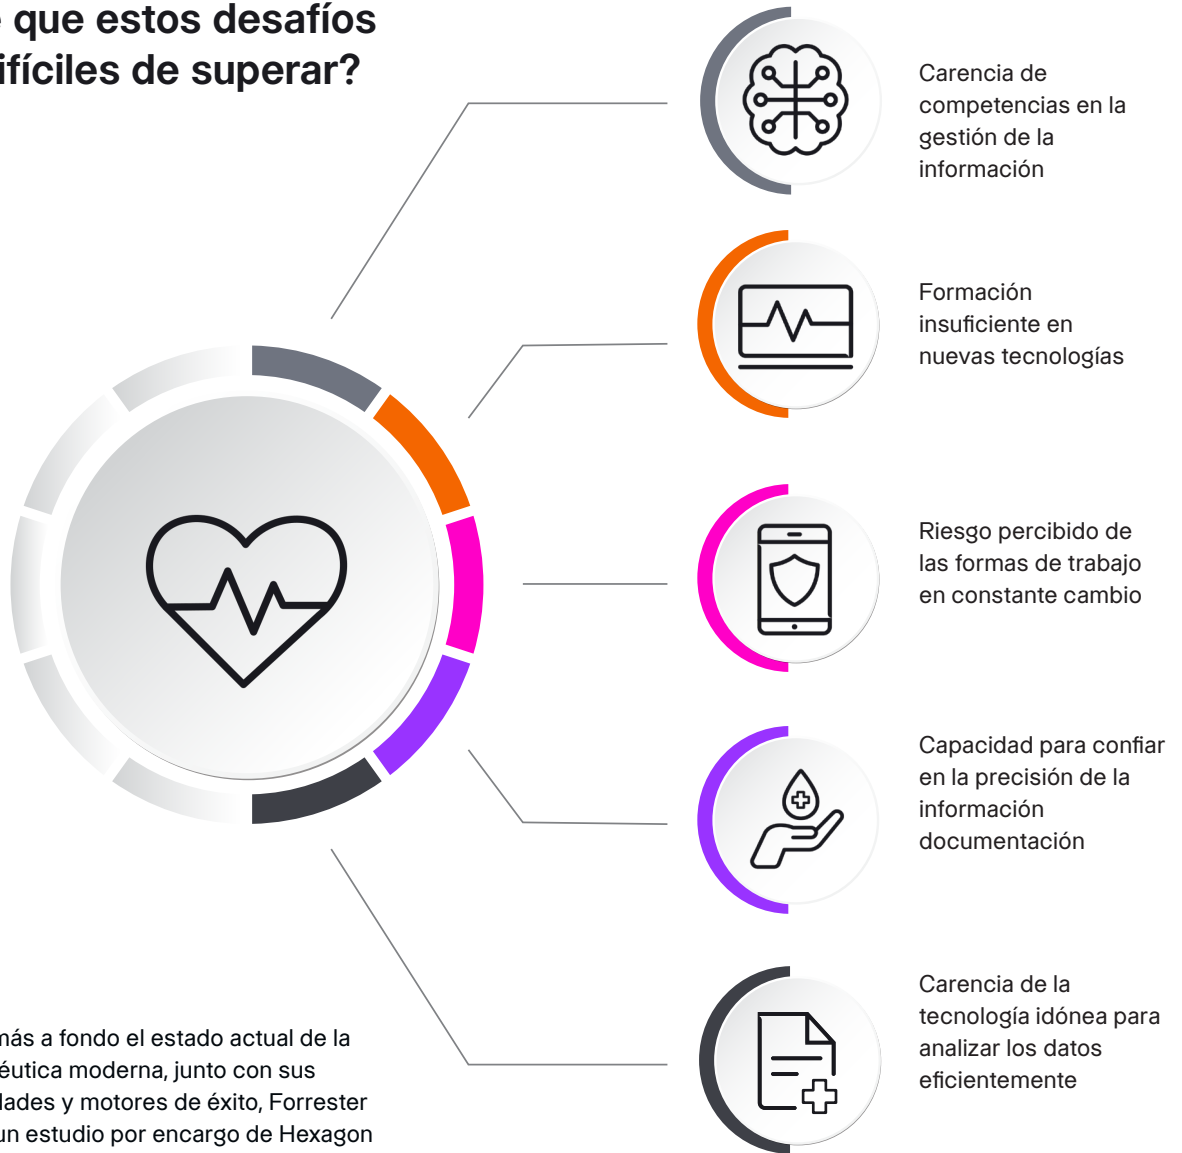 que estos desafíos
difíciles de superar?
Carencia de
competencias en la
gestión de la
información
Formación
insuficiente en
nuevas tecnologías
Riesgo percibido de
las formas de trabajo
en constante cambio
Capacidad para confiar
en la precisión de la
información
documentación
Carencia de la
tecnología idónea para
analizar los datos
eficientemente
más a fondo el estado actual de la
éutica moderna, junto con sus
dades y motores de éxito, Forrester
un estudio por encargo de Hexagon